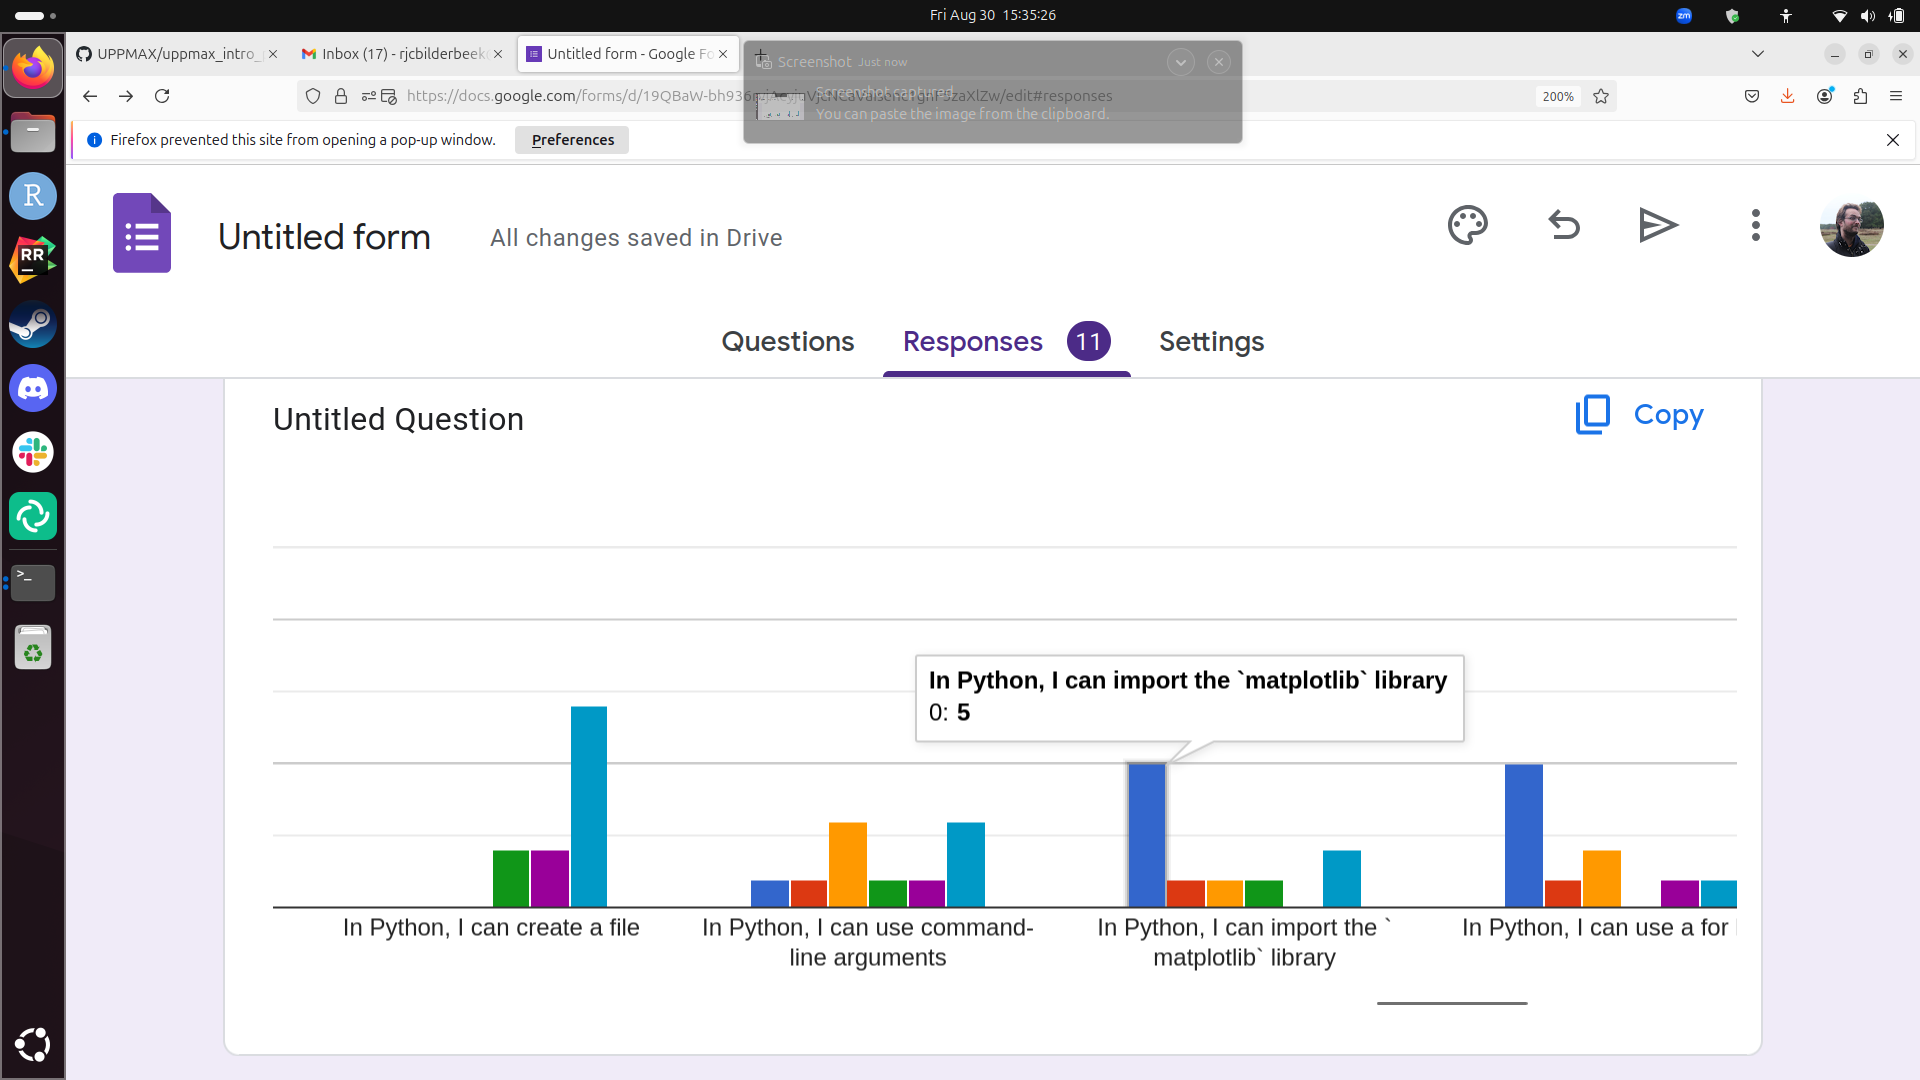 Fri Aug 30 15:35:26
zm
UPPMAX/uppmax_intro_
Inbox (17) - rjcbilderbeek
Untitled form - Google Fo
Screenshot Just now
Screenshot captured
You can paste the image from the clipboard.
https://docs.google.com/forms/d/19QBaW-bh936
/edit#responses
200%
Firefox prevented this site from opening a pop-up window.
Preferences
Untitled form
All changes saved in Drive
Questions
Responses 11
Settings
Untitled Question
Copy
In Python, I can import the `matplotlib` library
0: 5
In Python, I can create a file
In Python, I can use command-
line arguments
In Python, I can import the `
matplotlib` library
In Python, I can use a for
R
RR
>_